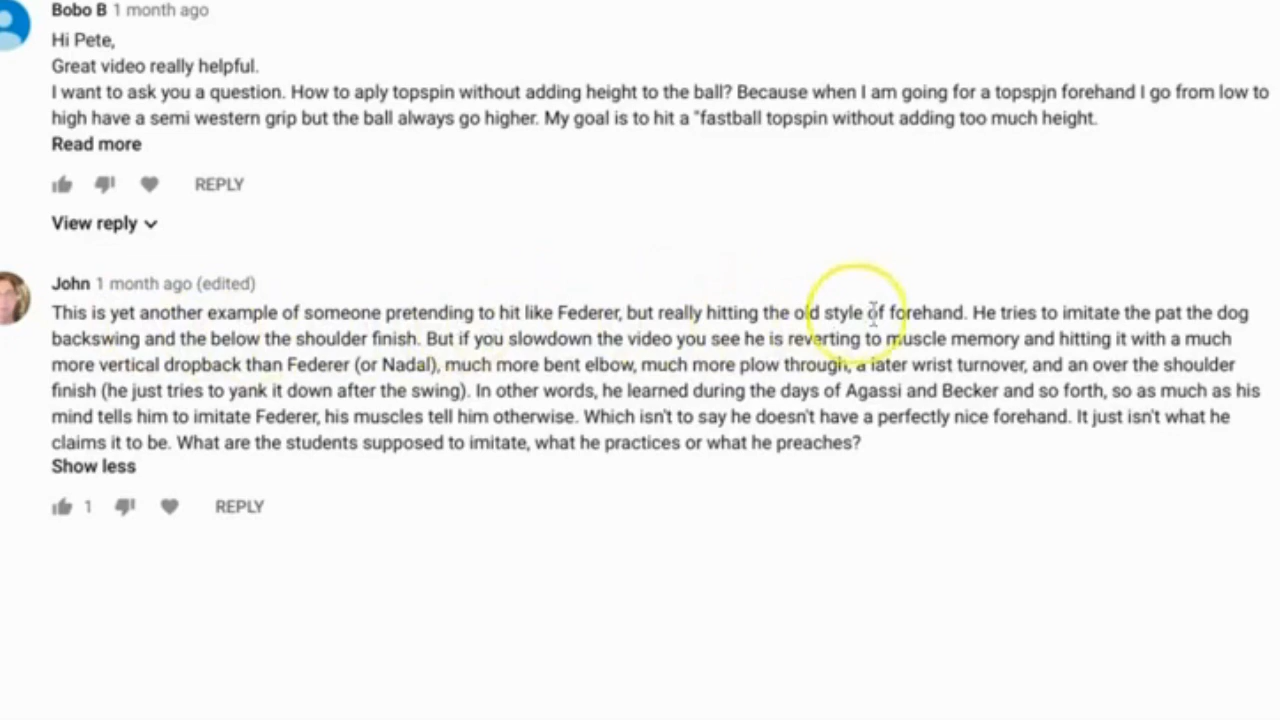 Bobo B 1 month ago
Hi Pete,
Great video really helpful.
I want to ask you a question. How to aply topspin without adding height to the ball? Because when I am going for a topspjn forehand I go from low to
high have a semi western grip but the ball always go higher. My goal is to hit a "fastball topspin without adding too much height.
Read more
REPLY
View reply
John 1 month ago (edited)
This is yet another example of someone pretending to hit like Federer, but really hitting the old style of forehand. He tries to imitate the pat the dog
backswing and the below the shoulder finish. But if you slowdown the video you see he is reverting to muscle memory and hitting it with a much
more vertical dropback than Federer (or Nadal), much more bent elbow, much more plow through, a later wrist turnover, and an over the shoulder
finish (he just tries to yank it down after the swing). In other words, he learned during the days of Agassi and Becker and so forth, so as much as his
mind tells him to imitate Federer, his muscles tell him otherwise. Which isn't to say he doesn't have a perfectly nice forehand. It just isn't what he
claims it to be. What are the students supposed to imitate, what he practices or what he preaches?
Show less
1 REPLY